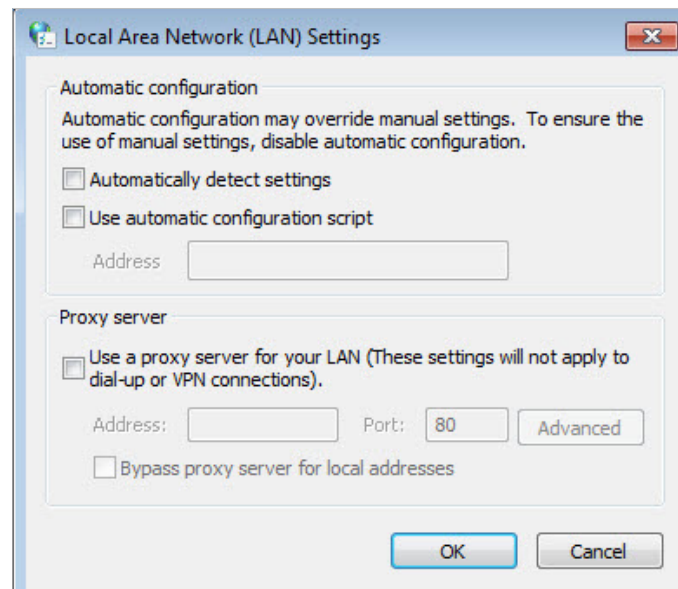 Local Area Network (LAN) Settings
Automatic configuration
Automatic configuration may override manual settings. To ensure the
use of manual settings, disable automatic configuration.
Automatically detect settings
Use automatic configuration script
Address
Proxy server
Use a proxy server for your LAN (These settings will not apply to
dial-up or VPN connections).
Address: Port: 80 Advanced
Bypass proxy server for local addresses
OK Cancel